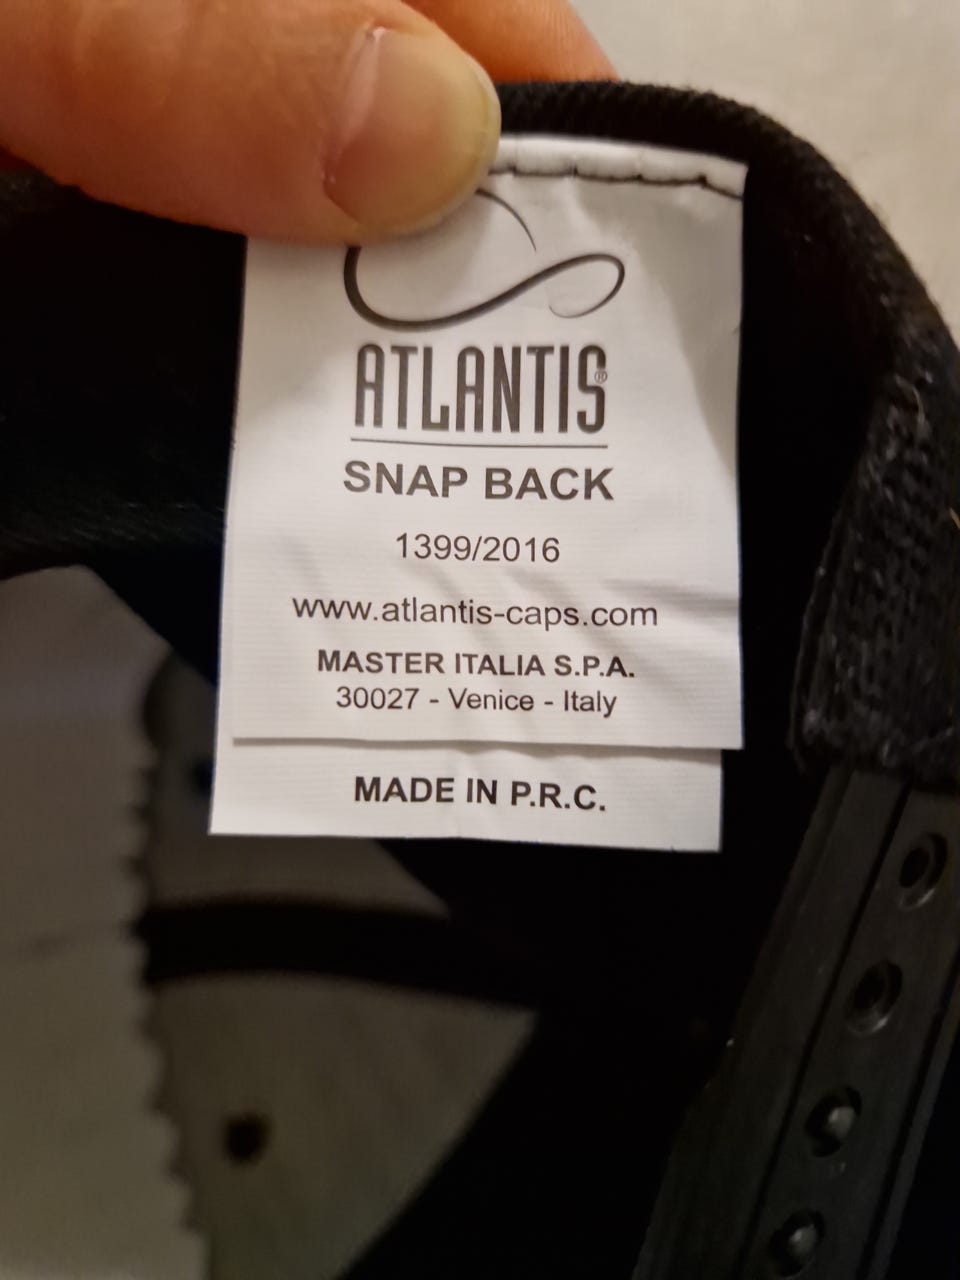 ATLANTIS®
SNAP BACK
1399/2016
www.atlantis-caps.com
MASTER ITALIA S.P.A.
30027 - Venice - Italy
MADE IN P.R.C.